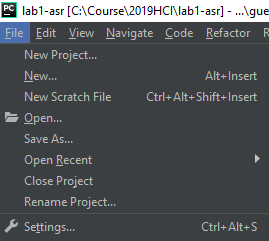 PC lab1-asr [C:\Course\2019HCI\lab1-asr] - ...\gue
File Edit View Navigate Code Refactor
New Project...
New... Alt+Insert
New Scratch File Ctrl+Alt+Shift+Insert
Open...
Save As...
Open Recent
Close Project
Rename Project...
Settings... Ctrl+Alt+S